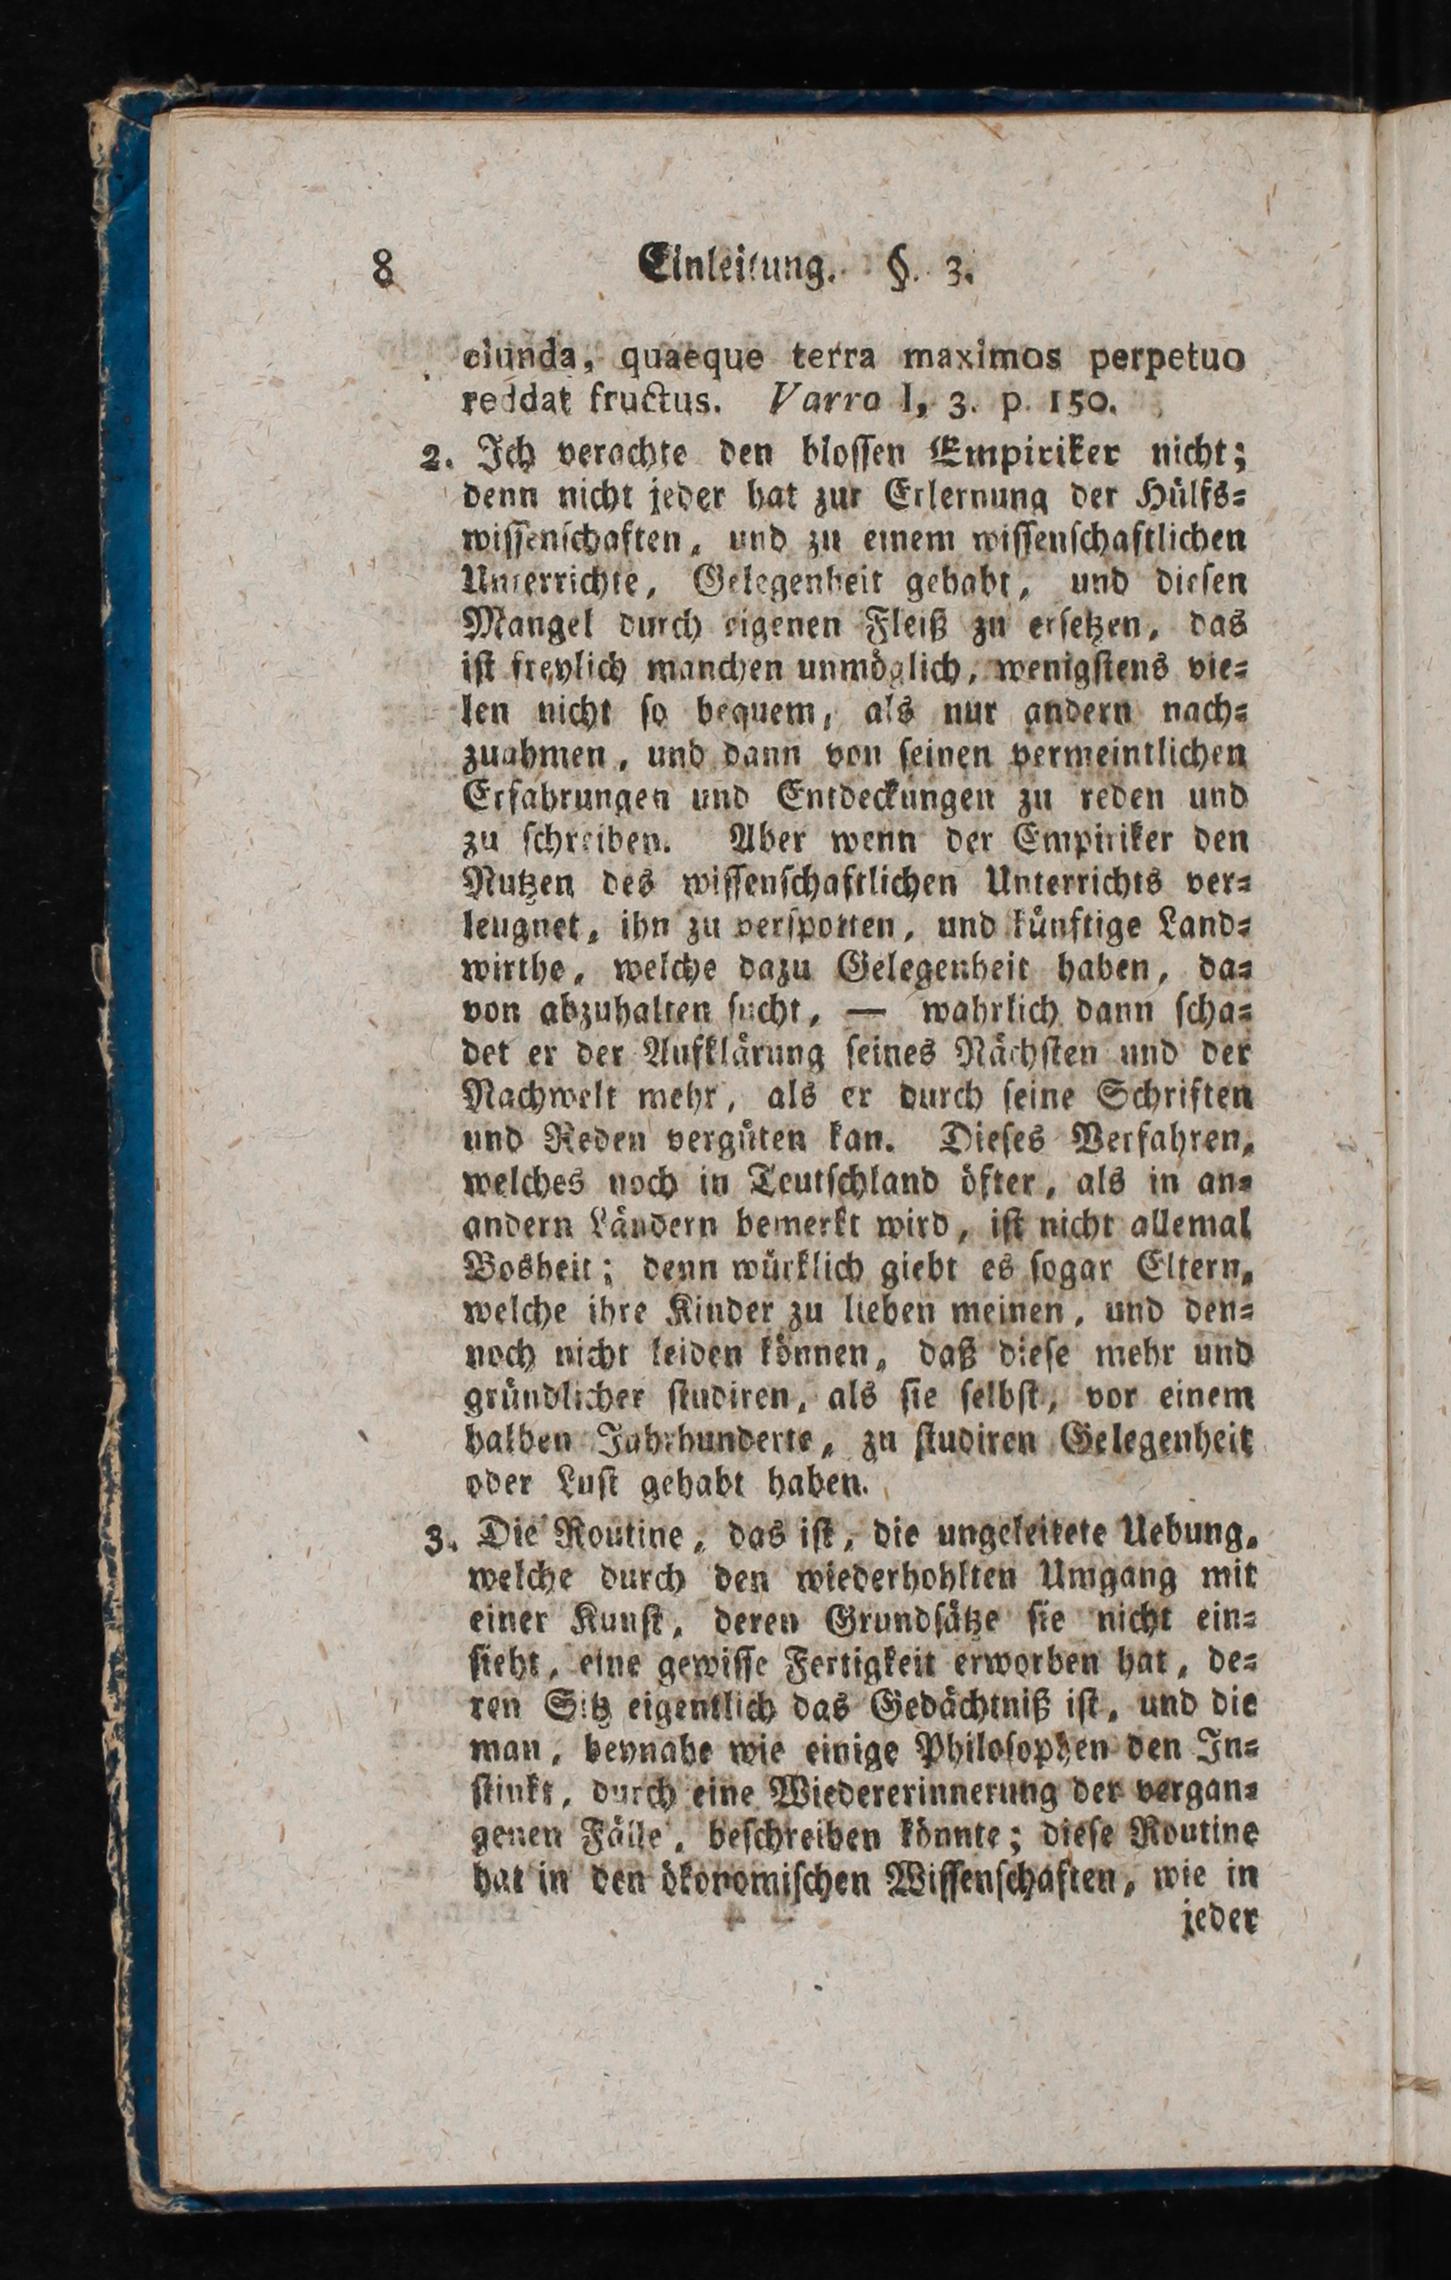 8 Einleitung. §. 3.
ciunda, quaeque terra maximos perpetuo
reddat fructus. Varro I, 3. p. 150.
2. Ich verachte den blossen Empiriker nicht;
denn nicht jeder hat zur Erlernung der Hülfs-
wissenschaften, und zu einem wissenschaftlichen
Unterrichte, Gelegenheit gehabt, und diesen
Mangel durch eigenen Fleiß zu ersetzen, das
ist freylich manchen unmöglich, wenigstens vie-
len nicht so bequem, als nur andern nach-
zuahmen, und dann von seinen vermeintlichen
Erfahrungen und Entdeckungen zu reden und
zu schreiben. Aber wenn der Empiriker den
Nutzen des wissenschaftlichen Unterrichts ver-
leugnet, ihn zu verspotten, und künftige Land-
wirthe, welche dazu Gelegenheit haben, da-
von abzuhalten sucht, — wahrlich dann scha-
det er der Aufklärung seines Nächsten und der
Nachwelt mehr, als er durch seine Schriften
und Reden vergüten kan. Dieses Verfahren,
welches noch in Teutschland öfter, als in an-
andern Ländern bemerkt wird, ist nicht allemal
Bosheit; denn würklich giebt es sogar Eltern,
welche ihre Kinder zu lieben meinen, und den-
noch nicht leiden können, daß diese mehr und
gründlicher studiren, als sie selbst, vor einem
halben Jahrhunderte, zu studiren Gelegenheit
oder Lust gehabt haben.
3. Die Routine, das ist, die ungeleitete Uebung,
welche durch den wiederhohlten Umgang mit
einer Kunst, deren Grundsätze sie nicht ein-
sieht, eine gewisse Fertigkeit erworben hat, de-
ren Sitz eigentlich das Gedächtniß ist, und die
man, beynahe wie einige Philosophen den In-
stinkt, durch eine Wiedererinnerung der vergan-
genen Fälle, beschreiben könnte; diese Routine
hat in den ökonomischen Wissenschaften, wie in
jeder